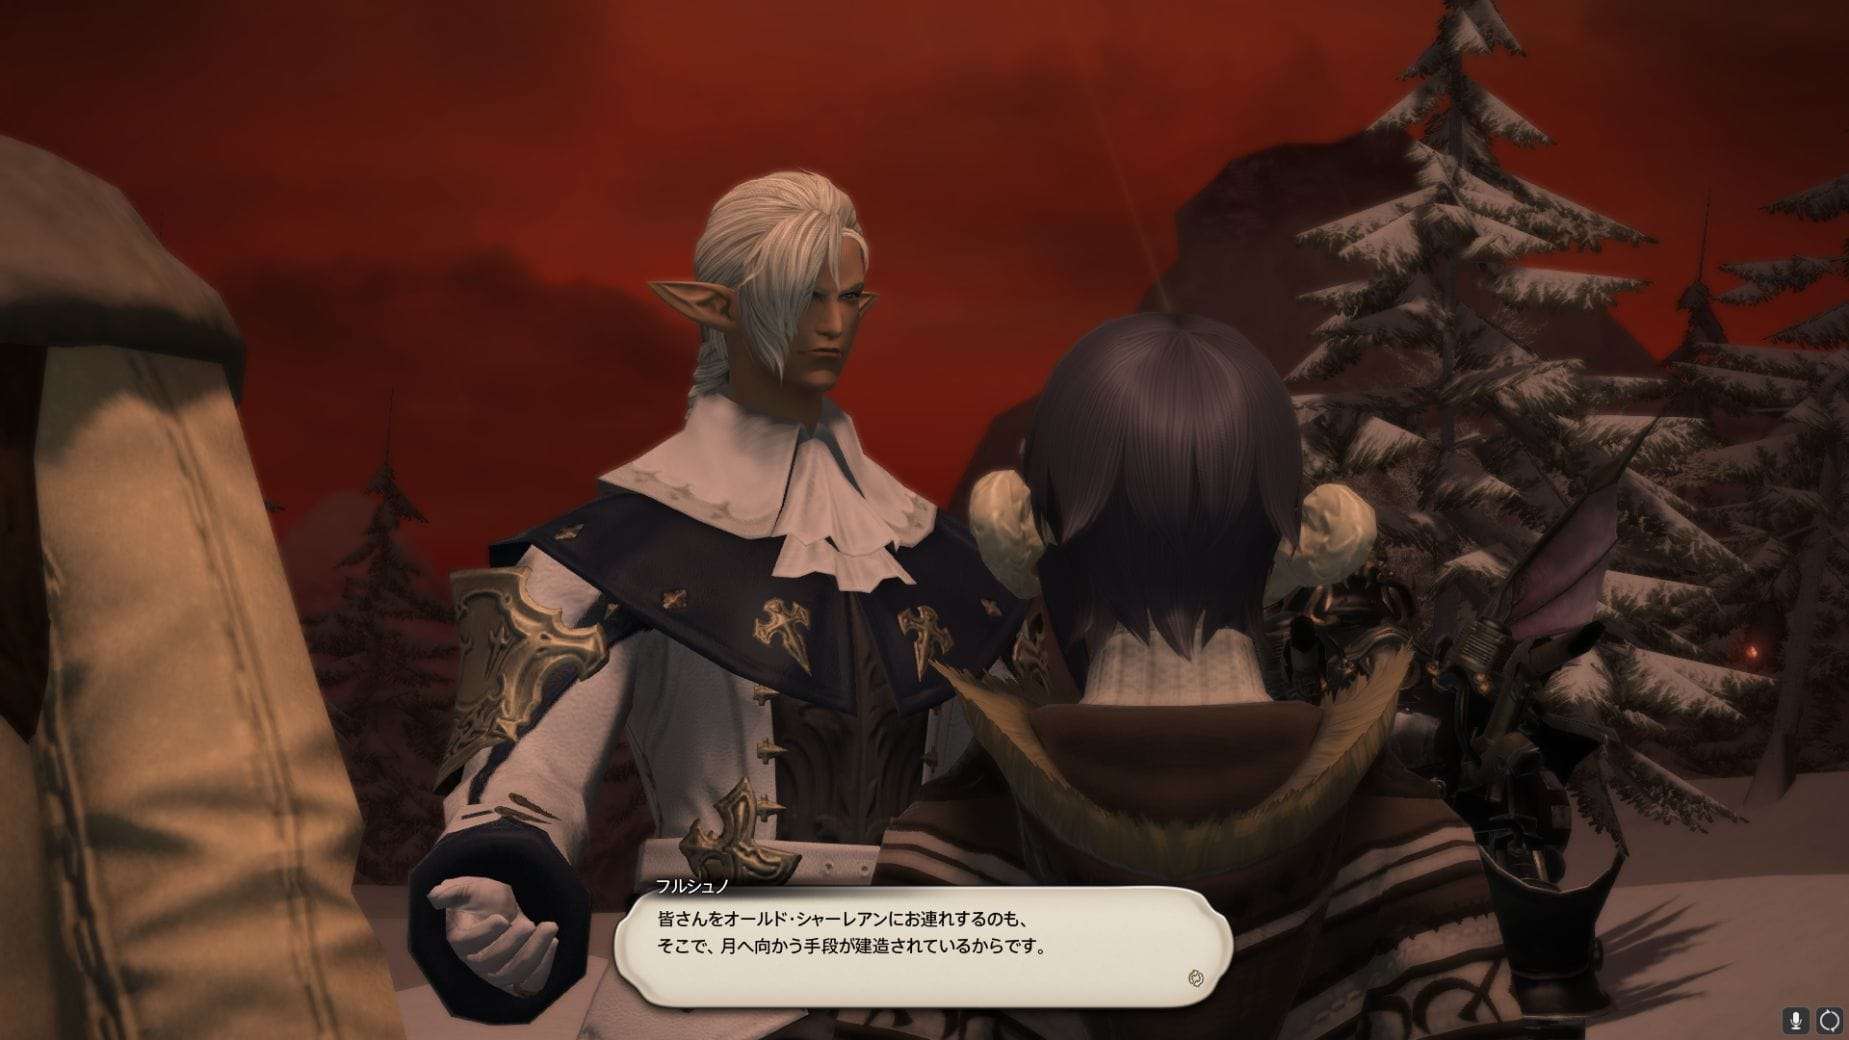 フルシュノ
皆さんをオールド・シャーレアンにお連れするのも、
そこで、月へ向かう手段が建造されているからです。